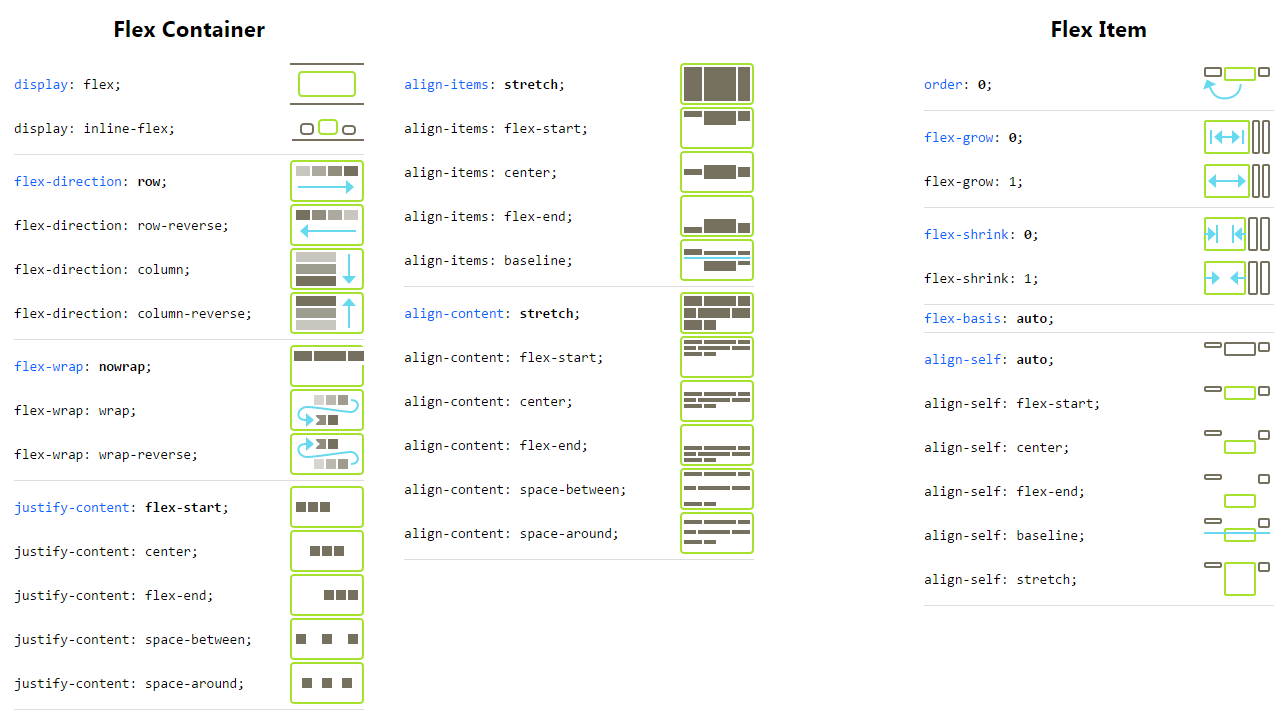 Flex Container
display: flex;
display: inline-flex;
flex-direction: row;
flex-direction: row-reverse;
flex-direction: column;
flex-direction: column-reverse;
flex-wrap: nowrap;
flex-wrap: wrap;
flex-wrap: wrap-reverse;
justify-content: flex-start;
justify-content: center;
justify-content: flex-end;
justify-content: space-between;
justify-content: space-around;
align-items: stretch;
align-items: flex-start;
align-items: center;
align-items: flex-end;
align-items: baseline;
align-content: stretch;
align-content: flex-start;
align-content: center;
align-content: flex-end;
align-content: space-between;
align-content: space-around;
Flex Item
order: 0;
flex-grow: 0;
flex-grow: 1;
flex-shrink: 0;
flex-shrink: 1;
flex-basis: auto;
align-self: auto;
align-self: flex-start;
align-self: center;
align-self: flex-end;
align-self: baseline;
align-self: stretch;